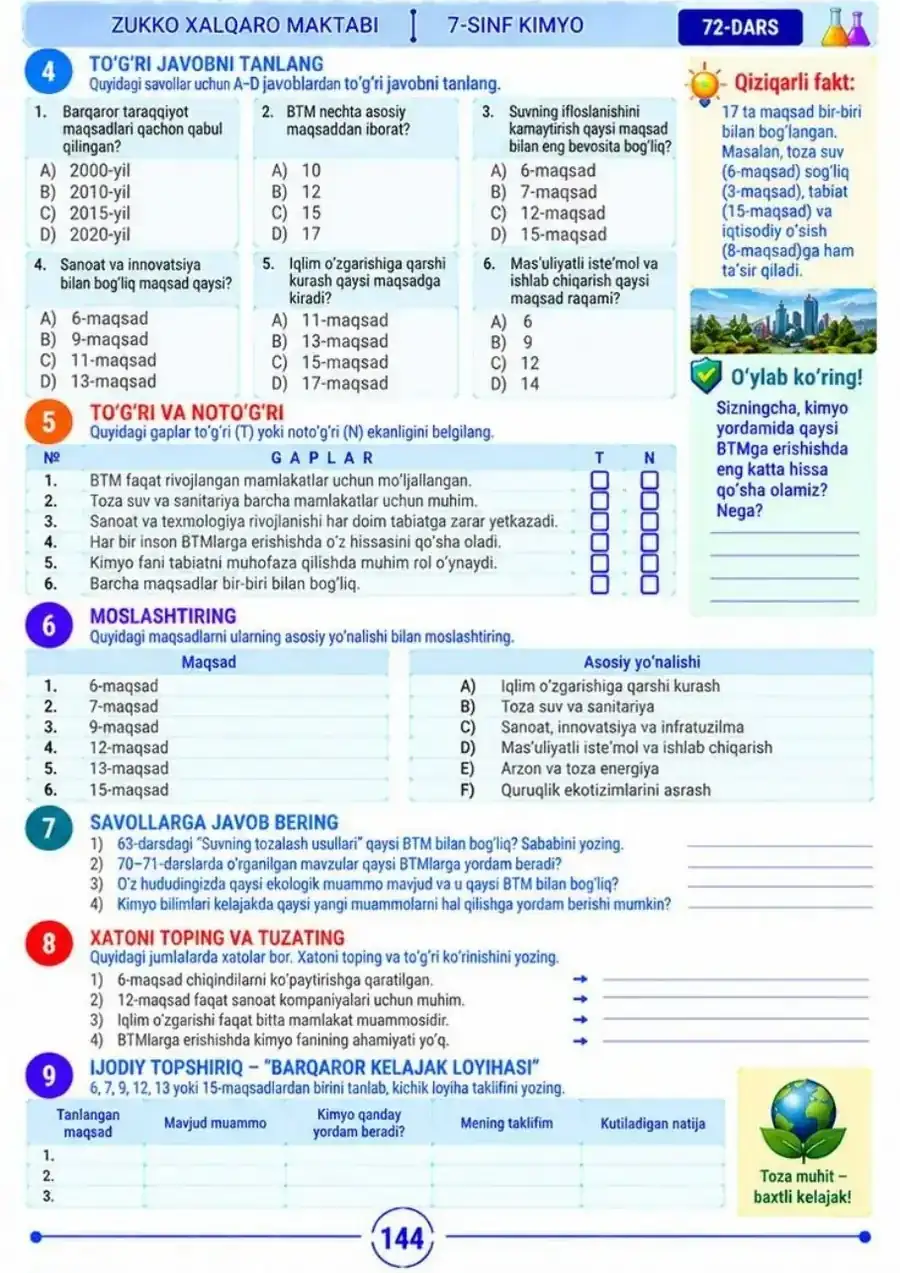 ZUKKO XALQARO MAKTABI
7-SINF KIMYO
72-DARS
4
TO'G'RI JAVOBNI TANLANG
Quyidagi savollar uchun A–D javoblardan to'g'ri javobni tanlang.
1. Barqaror taraqqiyot
maqsadlari qachon qabul
qilingan?
A) 2000-yil
B) 2010-yil
C) 2015-yil
D) 2020-yil
2. BTM nechta asosiy
maqsaddan iborat?
A) 10
B) 12
C) 15
D) 17
3. Suvning ifloslanishini
kamaytirish qaysi maqsad
bilan eng bevosita bog'liq?
A) 6-maqsad
B) 7-maqsad
C) 12-maqsad
D) 15-maqsad
4. Sanoat va innovatsiya
bilan bog'liq maqsad qaysi?
A) 6-maqsad
B) 9-maqsad
C) 11-maqsad
D) 13-maqsad
5. Iqlim o'zgarishiga qarshi
kurash qaysi maqsadga
kiradi?
A) 11-maqsad
B) 13-maqsad
C) 15-maqsad
D) 17-maqsad
6. Mas'uliyatli iste'mol va
ishlab chiqarish qaysi
maqsad raqami?
A) 6
B) 9
C) 12
D) 14
Qiziqarli fakt:
17 ta maqsad bir-biri
bilan bog'langan.
Masalan, toza suv
(6-maqsad) sog'liq
(3-maqsad), tabiat
(15-maqsad) va
iqtisodiy o'sish
(8-maqsad)ga ham
ta'sir qiladi.
O'ylab ko'ring!
Sizningcha, kimyo
yordamida qaysi
BTMga erishishda
eng katta hissa
qo'sha olamiz?
Nega?
5
TO'G'RI VA NOTO'G'RI
Quyidagi gaplar to'g'ri (T) yoki noto'g'ri (N) ekanligini belgilang.
№ GAPLAR T N
1. BTM faqat rivojlangan mamlakatlar uchun mo'ljallangan.
2. Toza suv va sanitariya barcha mamlakatlar uchun muhim.
3. Sanoat va texmologiya rivojlanishi har doim tabiatga zarar yetkazadi.
4. Har bir inson BTMlarga erishishda o'z hissasini qo'sha oladi.
5. Kimyo fani tabiatni muhofaza qilishda muhim rol o'ynaydi.
6. Barcha maqsadlar bir-biri bilan bog'liq.
6
MOSLASHTIRING
Quyidagi maqsadlarni ularning asosiy yo'nalishi bilan moslashtiring.
Maqsad
1. 6-maqsad
2. 7-maqsad
3. 9-maqsad
4. 12-maqsad
5. 13-maqsad
6. 15-maqsad
Asosiy yo'nalishi
A) Iqlim o'zgarishiga qarshi kurash
B) Toza suv va sanitariya
C) Sanoat, innovatsiya va infratuzilma
D) Mas'uliyatli iste'mol va ishlab chiqarish
E) Arzon va toza energiya
F) Quruqlik ekotizimlarini asrash
7
SAVOLLARGA JAVOB BERING
1) 63-darsdagi "Suvning tozalash usullari" qaysi BTM bilan bog'liq? Sababini yozing.
2) 70–71-darslarda o'rganilgan mavzular qaysi BTMlarga yordam beradi?
3) O'z hududingizda qaysi ekologik muammo mavjud va u qaysi BTM bilan bog'liq?
4) Kimyo bilimlari kelajakda qaysi yangi muammolarni hal qilishga yordam berishi mumkin?
8
XATONI TOPING VA TUZATING
Quyidagi jumlalarda xatolar bor. Xatoni toping va to'g'ri ko'rinishini yozing.
1) 6-maqsad chiqindilarni ko'paytirishga qaratilgan. →
2) 12-maqsad faqat sanoat kompaniyalari uchun muhim. →
3) Iqlim o'zgarishi faqat bitta mamlakat muammosidir. →
4) BTMlarga erishishda kimyo fanining ahamiyati yo'q. →
9
IJODIY TOPSHIRIQ – "BARQAROR KELAJAK LOYIHASI"
6, 7, 9, 12, 13 yoki 15-maqsadlardan birini tanlab, kichik loyiha taklifini yozing.
Tanlangan
maqsad
Mavjud muammo
Kimyo qanday
yordam beradi?
Mening taklifim
Kutiladigan natija
1.
2.
3.
Toza muhit –
baxtli kelajak!
144